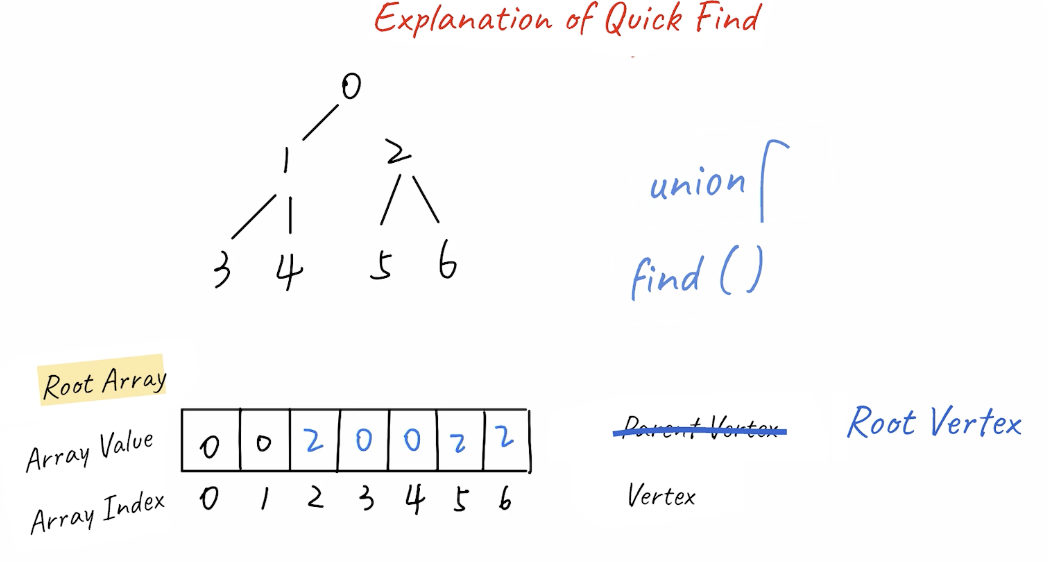 Explanation of Quick Find
0
1 2
3 4 5 6
union(
find ()
Root Array
Array Value 0 0 2 0 0 2 2 Parent Vertex Root Vertex
Array Index 0 1 2 3 4 5 6 Vertex